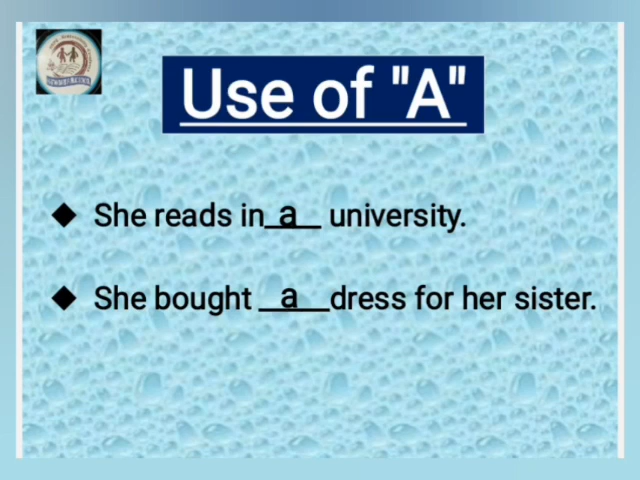 Use of "A"
◆ She reads in a university.
◆ She bought a dress for her sister.